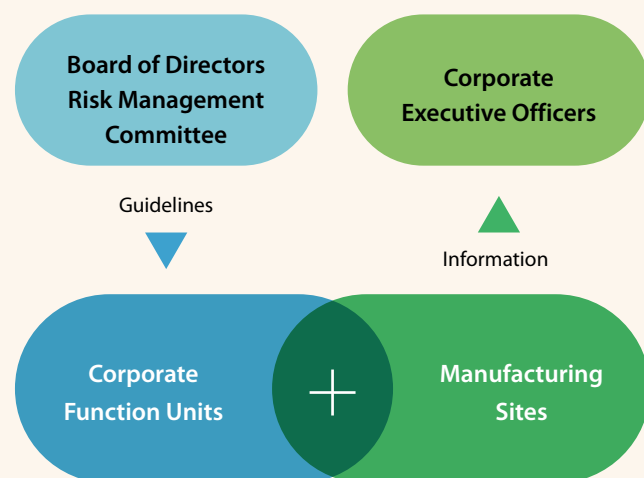 Board of Directors
Risk Management
Committee
Corporate
Executive Officers
Guidelines
Information
Corporate
Function Units
+
Manufacturing
Sites